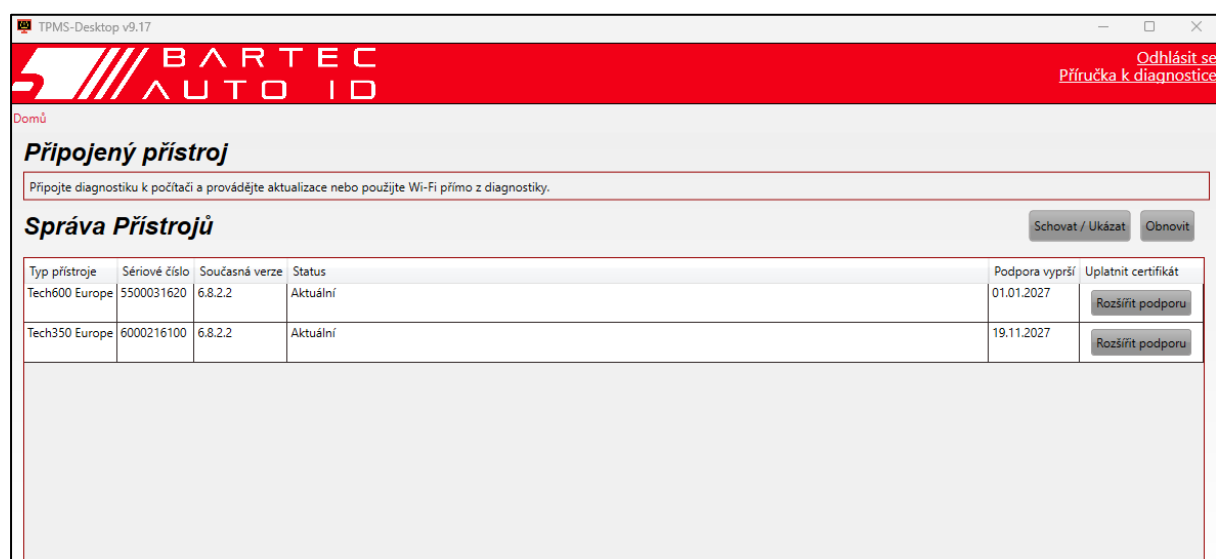 TPMS-Desktop v9.17
BARTEC
AUTO ID
Odhlásit se
Příručka k diagnostice
Domů
Připojený přístroj
Připojte diagnostiku k počítači a provádějte aktualizace nebo použijte Wi-Fi přímo z diagnostiky.
Správa Přístrojů
Schovat / Ukázat Obnovit
Typ přístroje Sériové číslo Současná verze Status Podpora vyprší Uplatnit certifikát
Tech600 Europe 5500031620 6.8.2.2 Aktuální 01.01.2027 Rozšířit podporu
Tech350 Europe 6000216100 6.8.2.2 Aktuální 19.11.2027 Rozšířit podporu